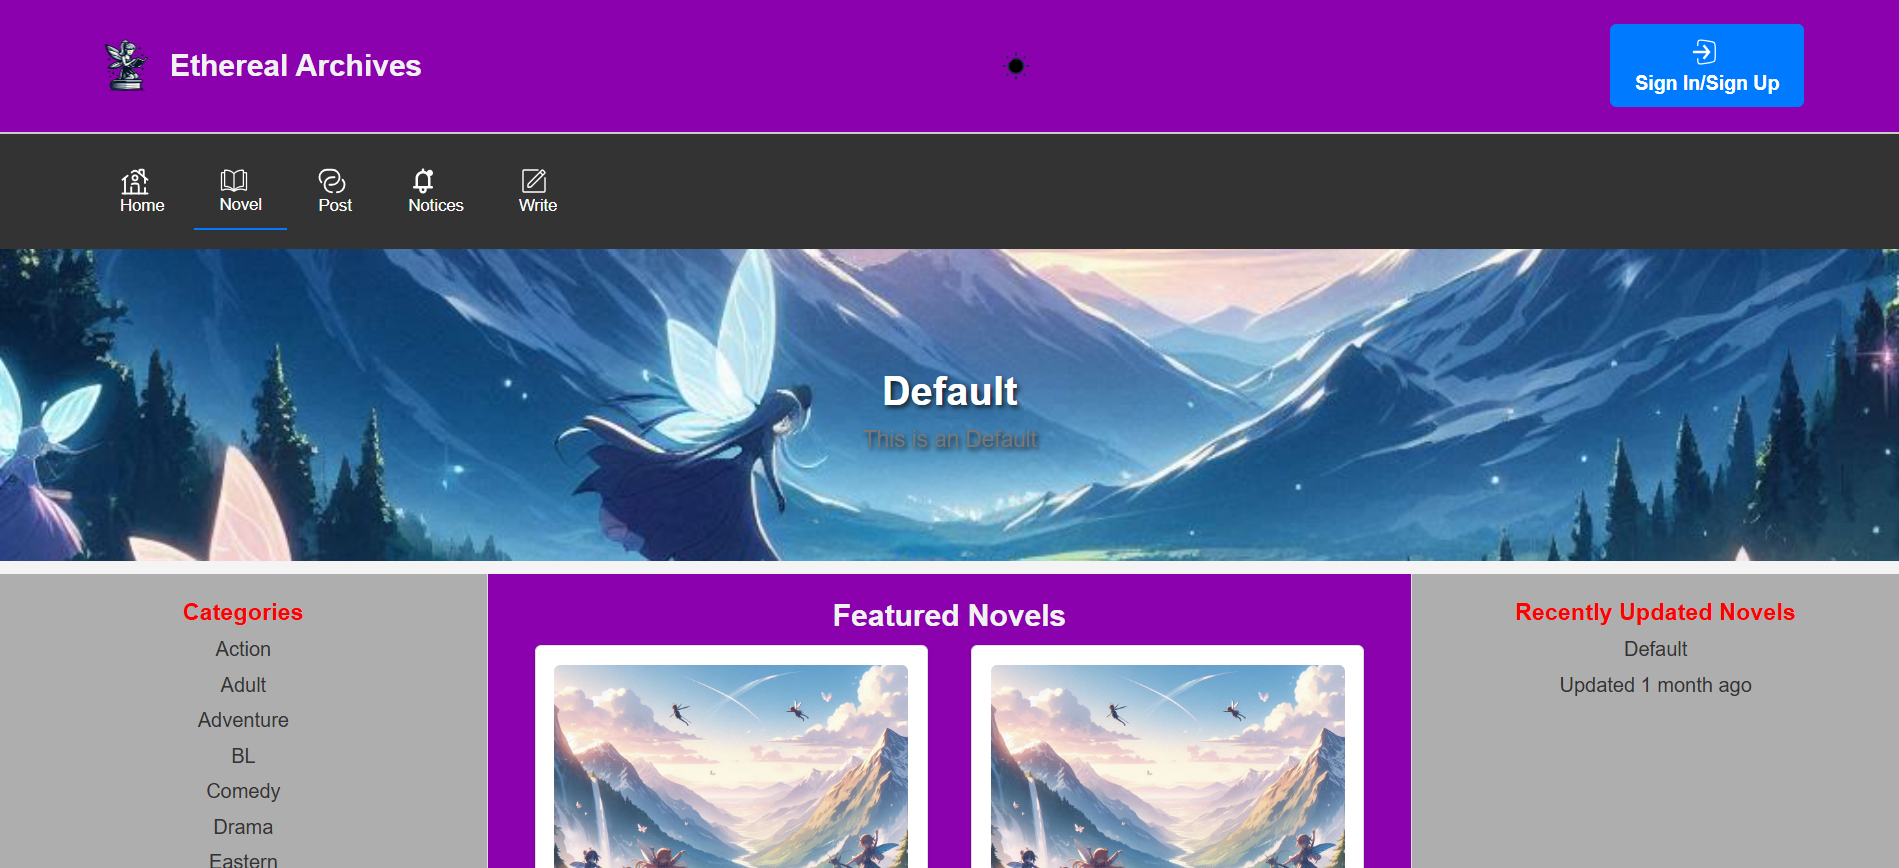 Ethereal Archives
Sign In/Sign Up
Home
Novel
Post
Notices
Write
Default
This is an Default
Categories
Action
Adult
Adventure
BL
Comedy
Drama
Eastern
Featured Novels
Recently Updated Novels
Default
Updated 1 month ago